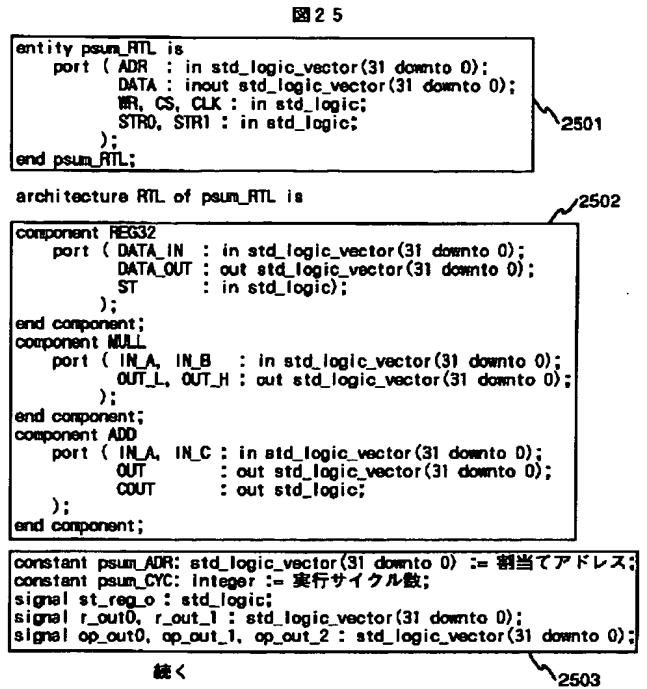 図25
entity psum_RTL is
port ( ADR : in std_logic_vector(31 downto 0);
DATA : inout std_logic_vector(31 downto 0);
WR, CS, CLK : in std_logic;
STR0, STR1 : in std_logic;
);
end psum_RTL;
2501
architecture RTL of psum_RTL is
2502
component REG32
port ( DATA_IN : in std_logic_vector(31 downto 0);
DATA_OUT : out std_logic_vector(31 downto 0);
ST : in std_logic);
);
end component;
component MULL
port ( IN_A, IN_B : in std_logic_vector(31 downto 0);
OUT_L, OUT_H : out std_logic_vector(31 downto 0);
);
end component;
component ADD
port ( IN_A, IN_C : in std_logic_vector(31 downto 0);
OUT : out std_logic_vector(31 downto 0);
COUT : out std_logic;
);
end component;
constant psum_ADR: std_logic_vector(31 downto 0) := 割当てアドレス;
constant psum_CYC: integer := 実行サイクル数;
signal st_reg_o : std_logic;
signal r_out0, r_out_1 : std_logic_vector(31 downto 0);
signal op_out0, op_out_1, op_out_2 : std_logic_vector(31 downto 0);
続く
2503